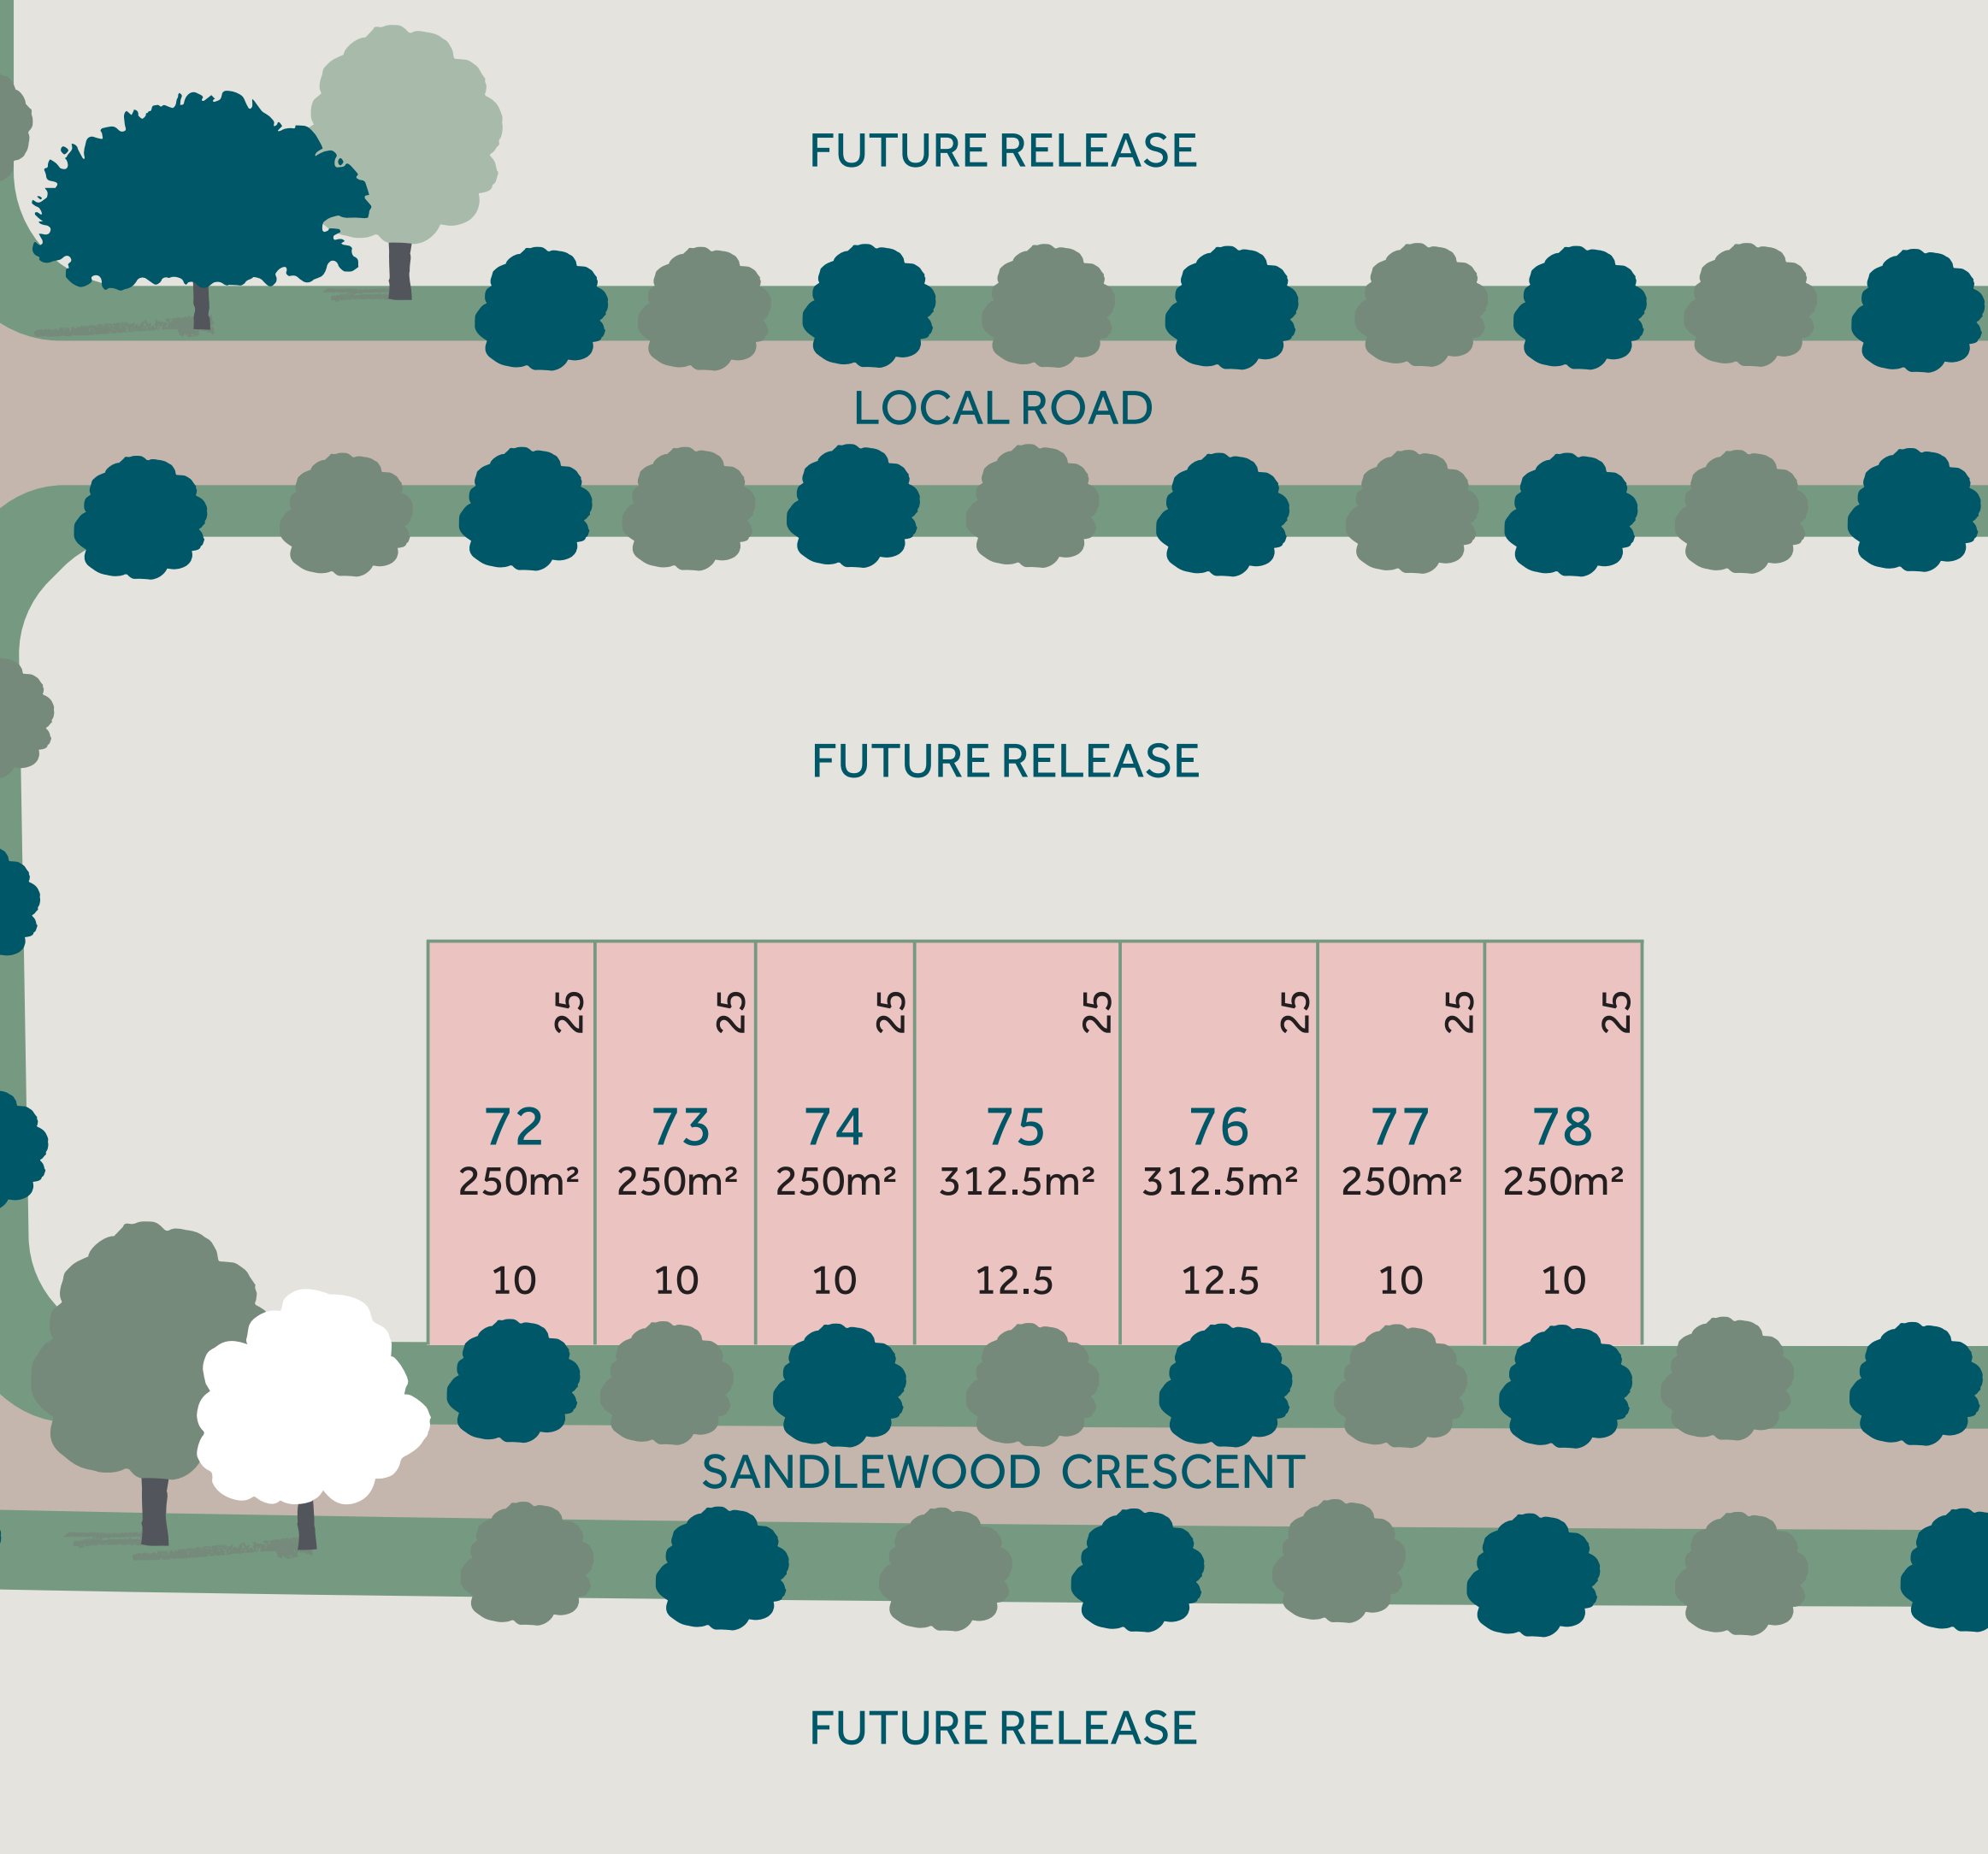 FUTURE RELEASE
LOCAL ROAD
FUTURE RELEASE
25 25 25 25 25 25 25
72 73 74 75 76 77 78
250m² 250m² 250m² 312.5m² 312.5m² 250m² 250m²
10 10 10 12.5 12.5 10 10
SANDLEWOOD CRESCENT
FUTURE RELEASE